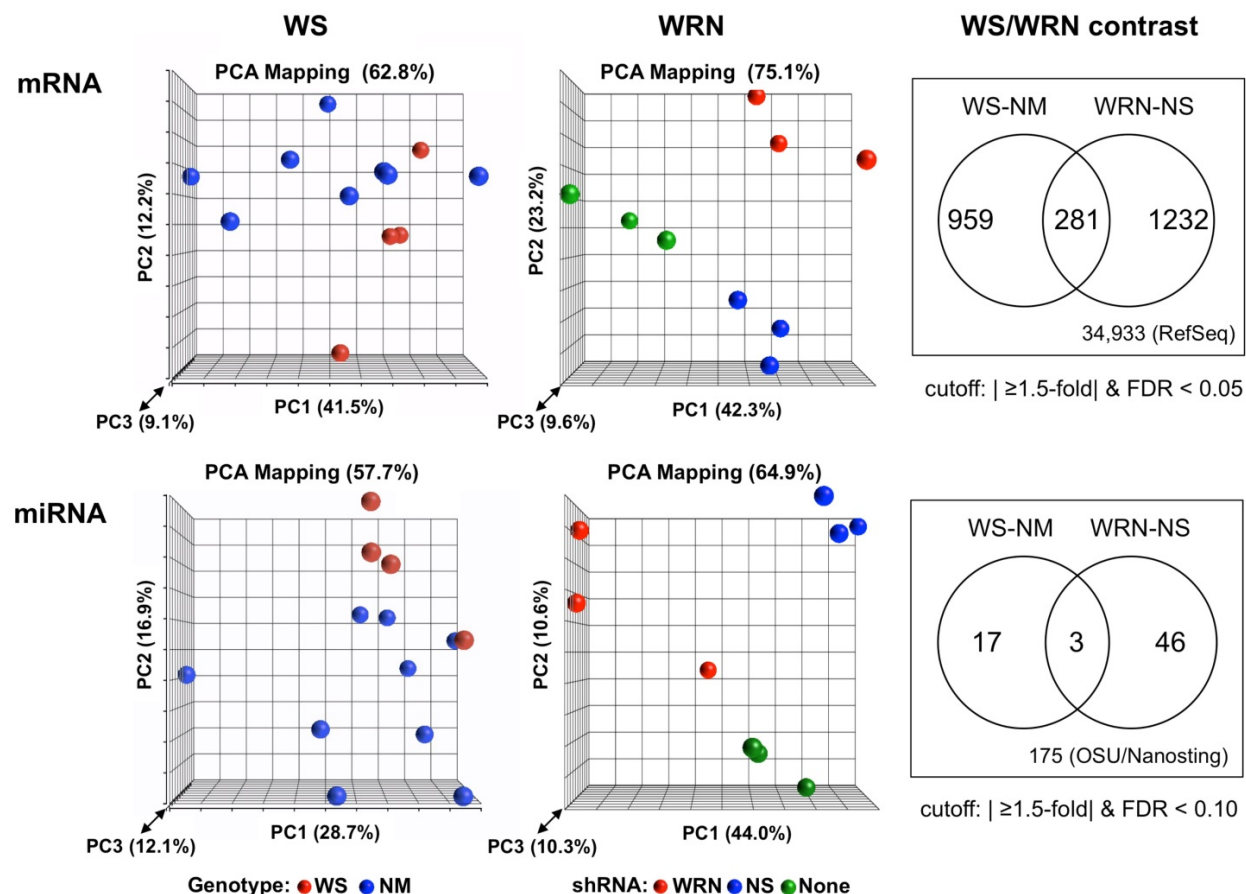 WS
WRN
WS/WRN contrast
mRNA
PCA Mapping (62.8%)
PC2 (12.2%)
PC1 (41.5%)
PC3 (9.1%)
PCA Mapping (75.1%)
PC2 (23.2%)
PC1 (42.3%)
PC3 (9.6%)
WS-NM
WRN-NS
959
281
1232
34,933 (RefSeq)
cutoff: | ≥1.5-fold| & FDR < 0.05
miRNA
PCA Mapping (57.7%)
PC2 (16.9%)
PC1 (28.7%)
PC3 (12.1%)
PCA Mapping (64.9%)
PC2 (10.6%)
PC1 (44.0%)
PC3 (10.3%)
WS-NM
WRN-NS
17
3
46
175 (OSU/Nanosting)
cutoff: | ≥1.5-fold| & FDR < 0.10
Genotype: WS NM
shRNA: WRN NS None